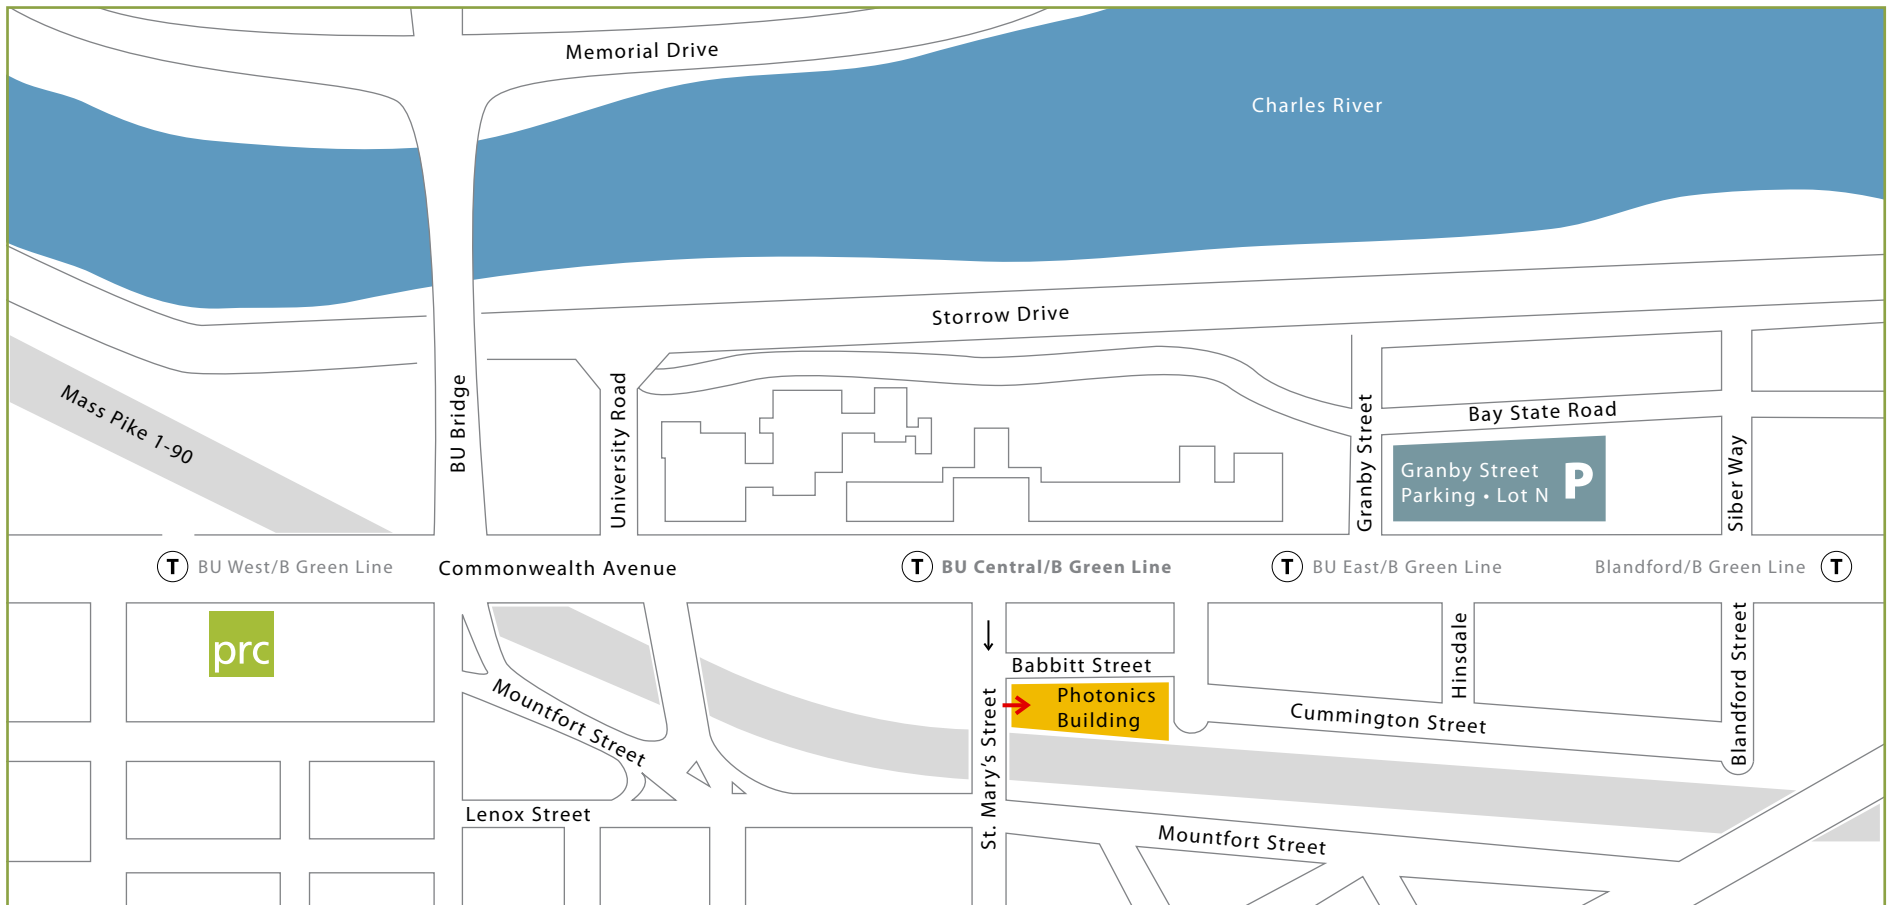 Memorial Drive
Charles River
Storrow Drive
Mass Pike 1-90
BU Bridge
University Road
Granby Street
Bay State Road
Granby Street
Parking • Lot N
P
Siber Way
T BU West/B Green Line
Commonwealth Avenue
T BU Central/B Green Line
T BU East/B Green Line
Blandford/B Green Line T
prc
Mountfort Street
Lenox Street
St. Mary's Street
Babbitt Street
Photonics
Building
Hinsdale
Cummington Street
Blandford Street
Mountfort Street